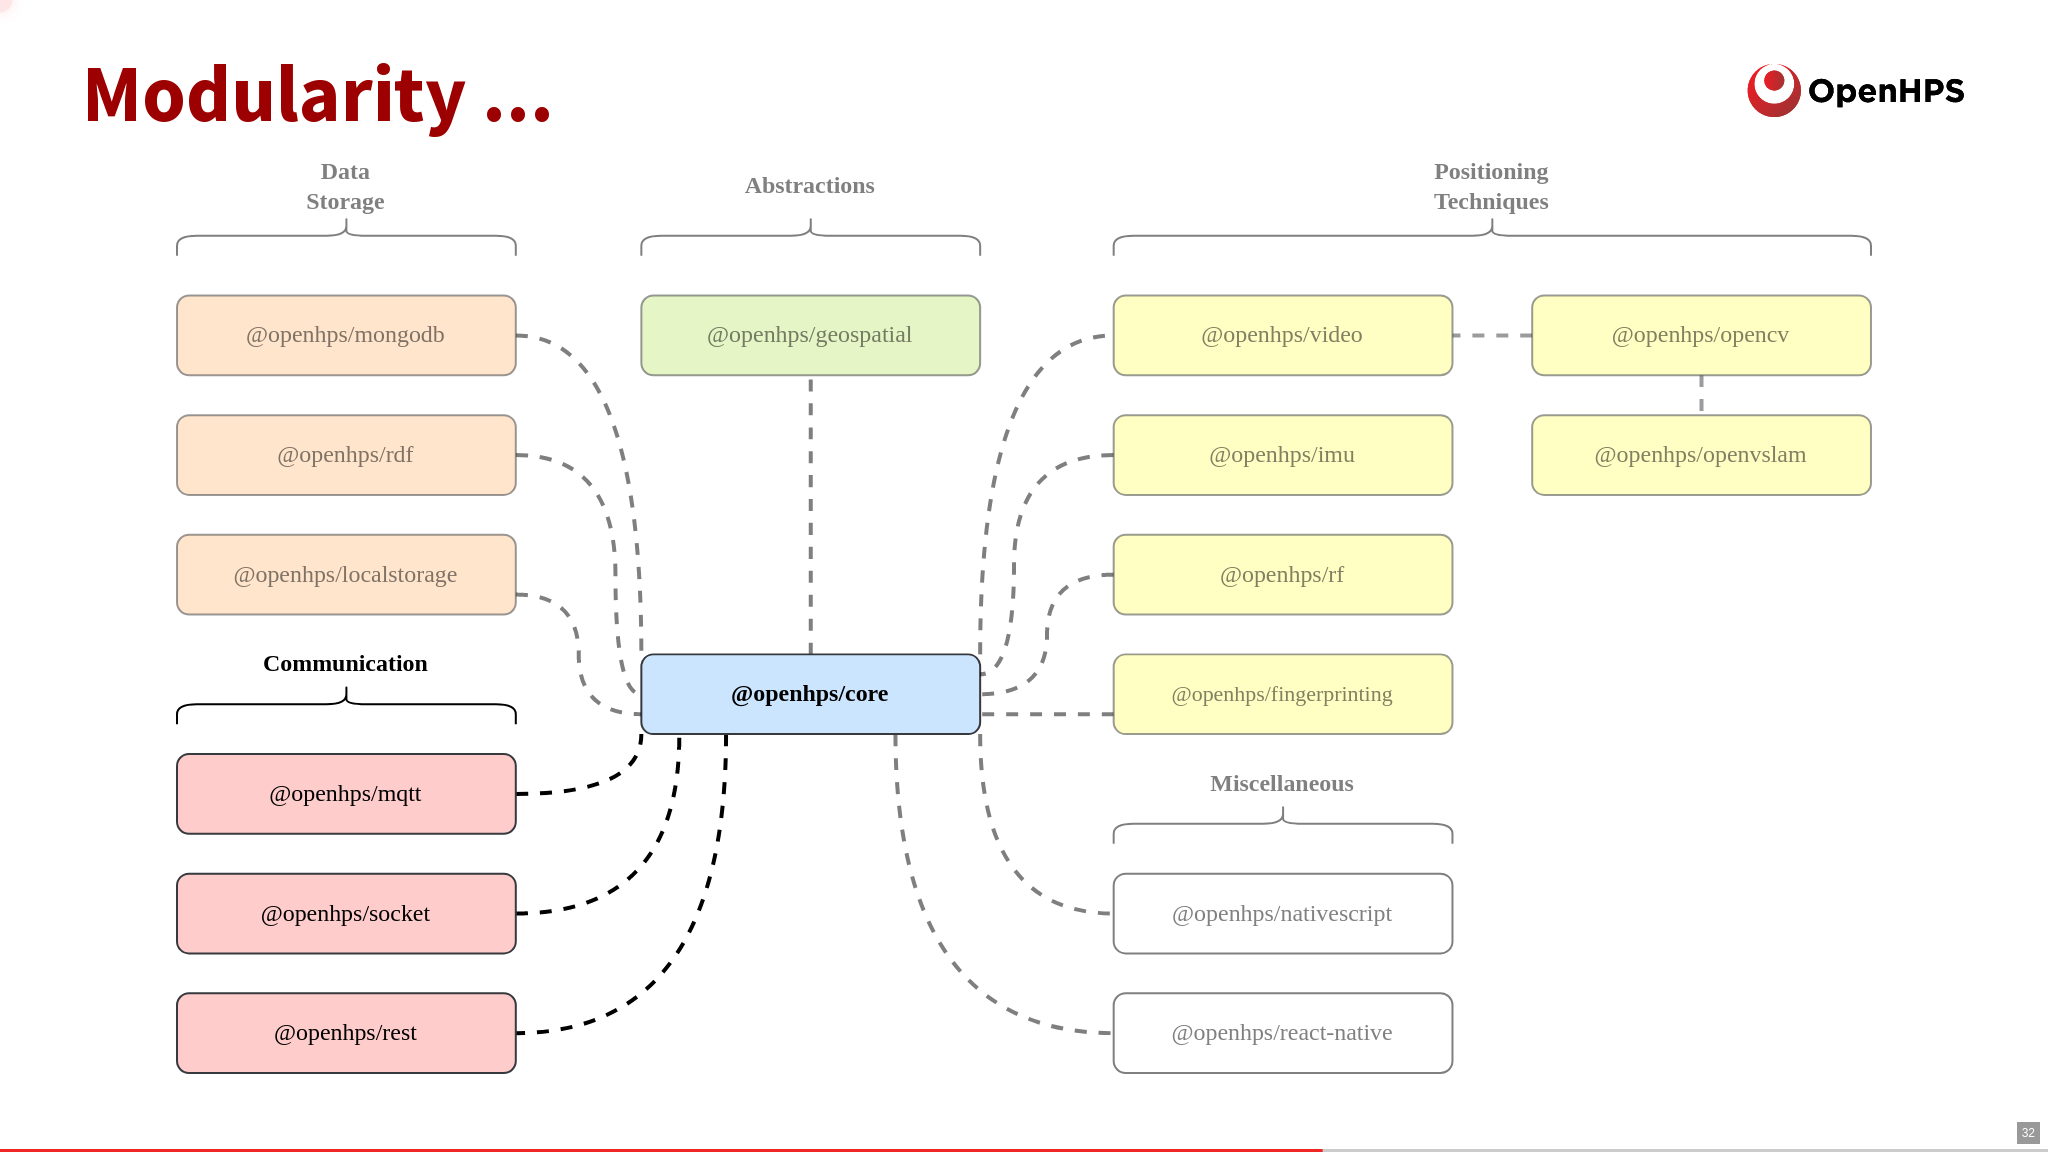 Modularity ...
OpenHPS
Data
Storage
Abstractions
Positioning
Techniques
@openhps/mongodb
@openhps/geospatial
@openhps/video
@openhps/opencv
@openhps/rdf
@openhps/imu
@openhps/openvslam
@openhps/localstorage
@openhps/rf
Communication
@openhps/core
@openhps/fingerprinting
@openhps/mqtt
Miscellaneous
@openhps/socket
@openhps/nativescript
@openhps/rest
@openhps/react-native
32